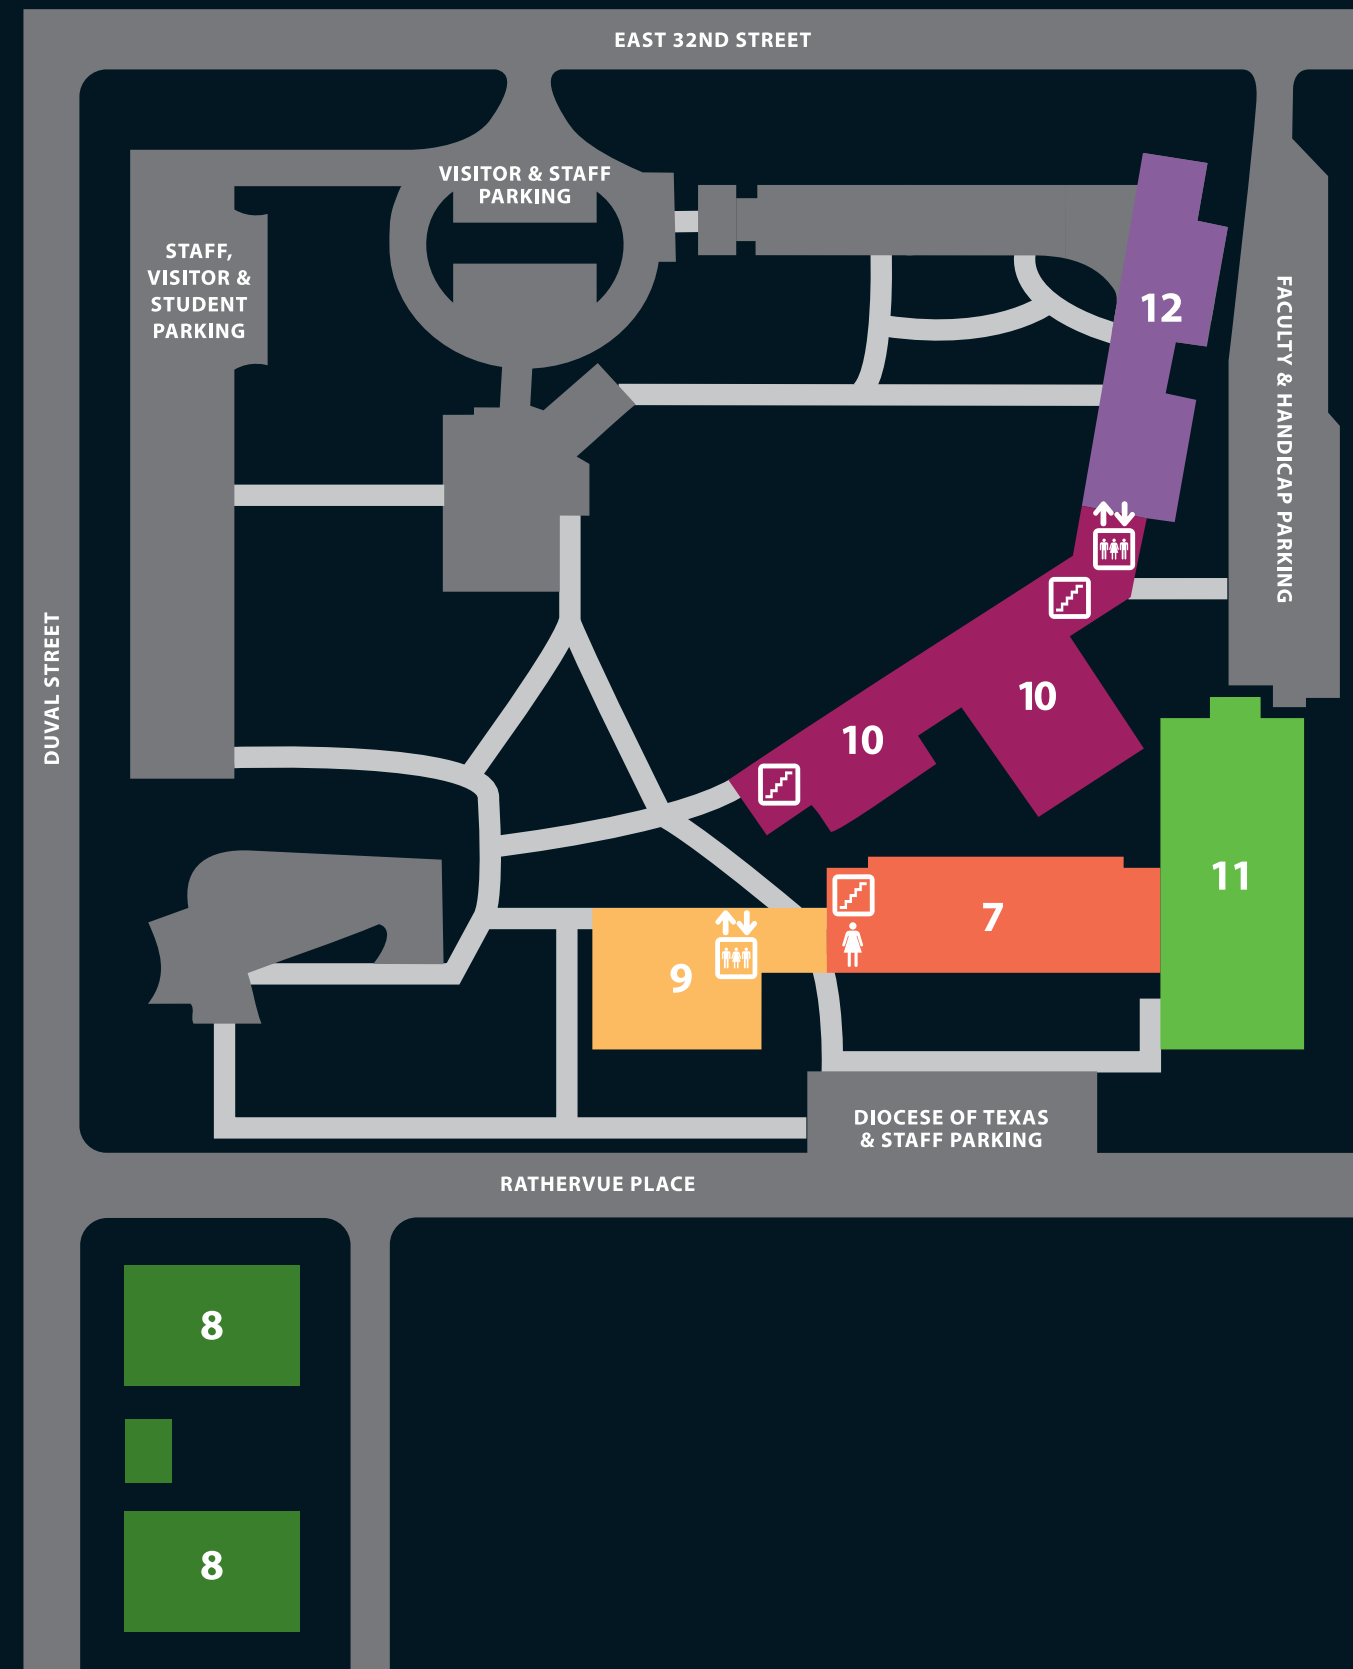 EAST 32ND STREET
VISITOR & STAFF
PARKING
STAFF,
VISITOR &
STUDENT
PARKING
12
FACULTY & HANDICAP PARKING
DUVAL STREET
10
10
11
7
9
DIOCESE OF TEXAS
& STAFF PARKING
RATHERVUE PLACE
8
8